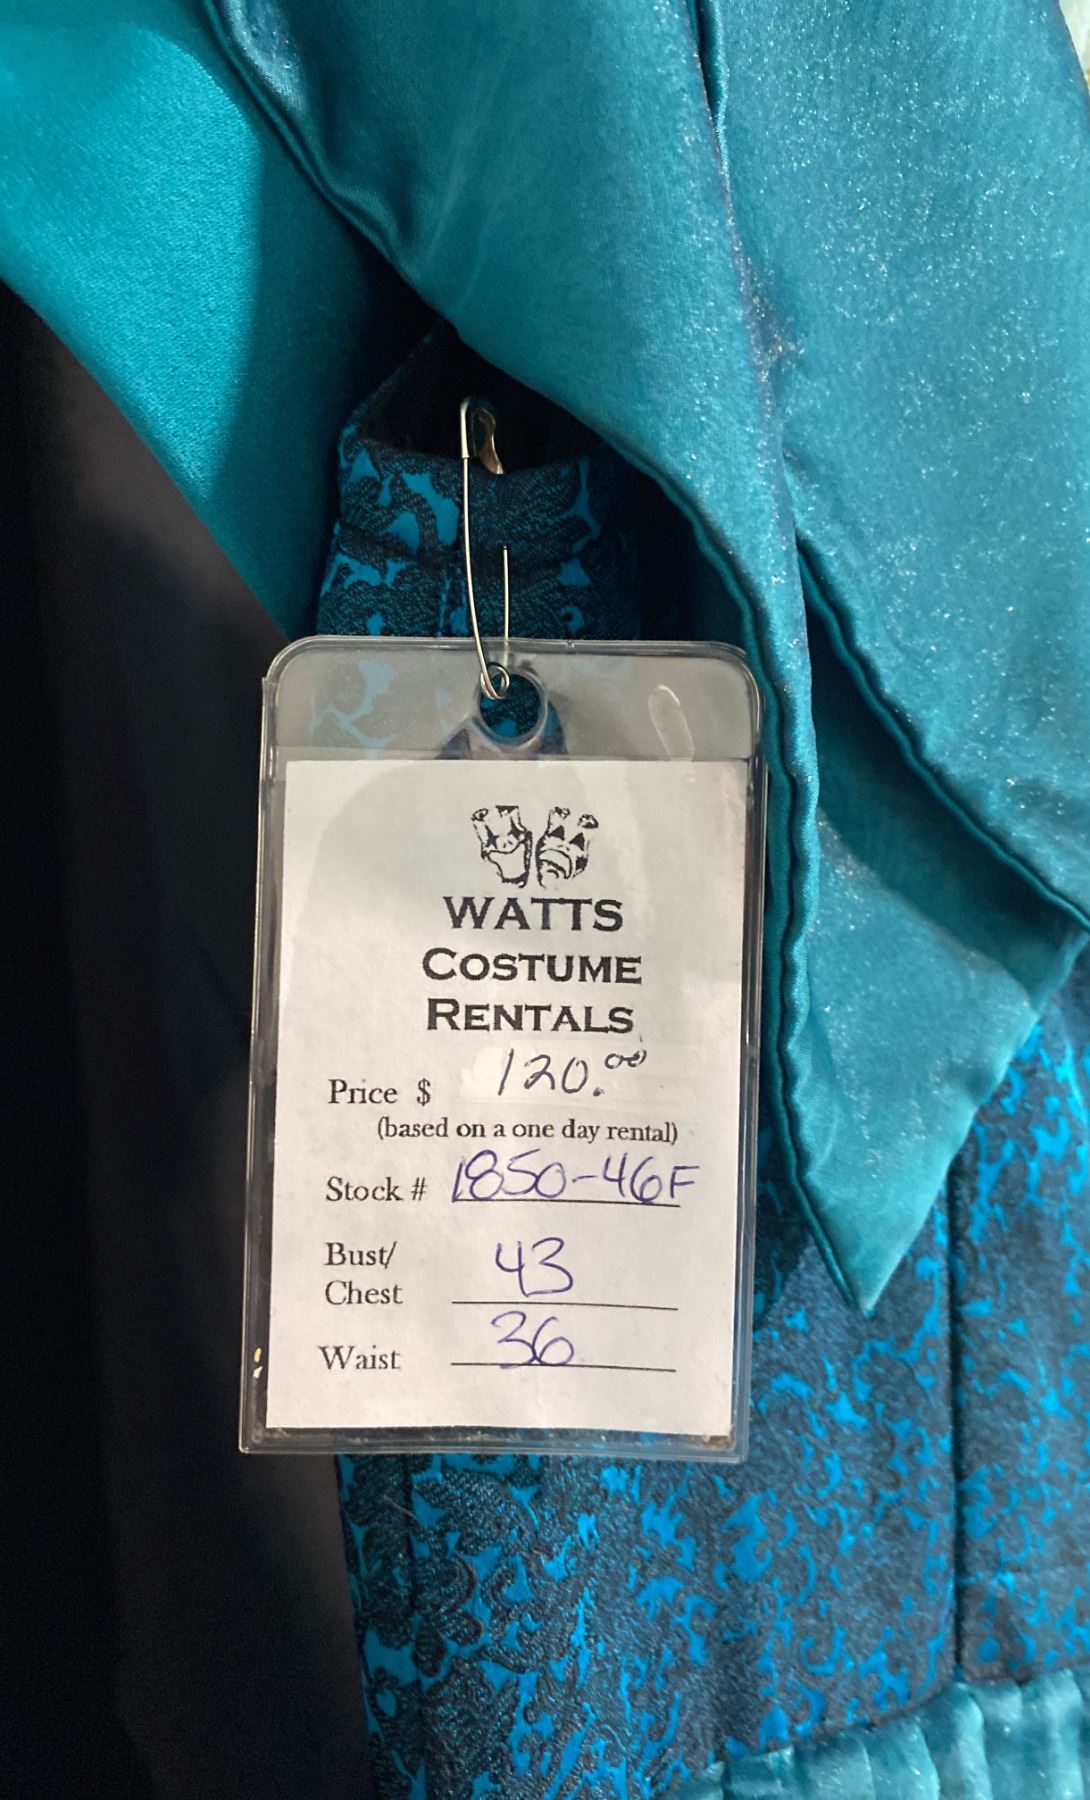 WATTS
COSTUME
RENTALS
Price $ 120.00
(based on a one day rental)
Stock # 1850-46F
Bust/
Chest 43
Waist 36